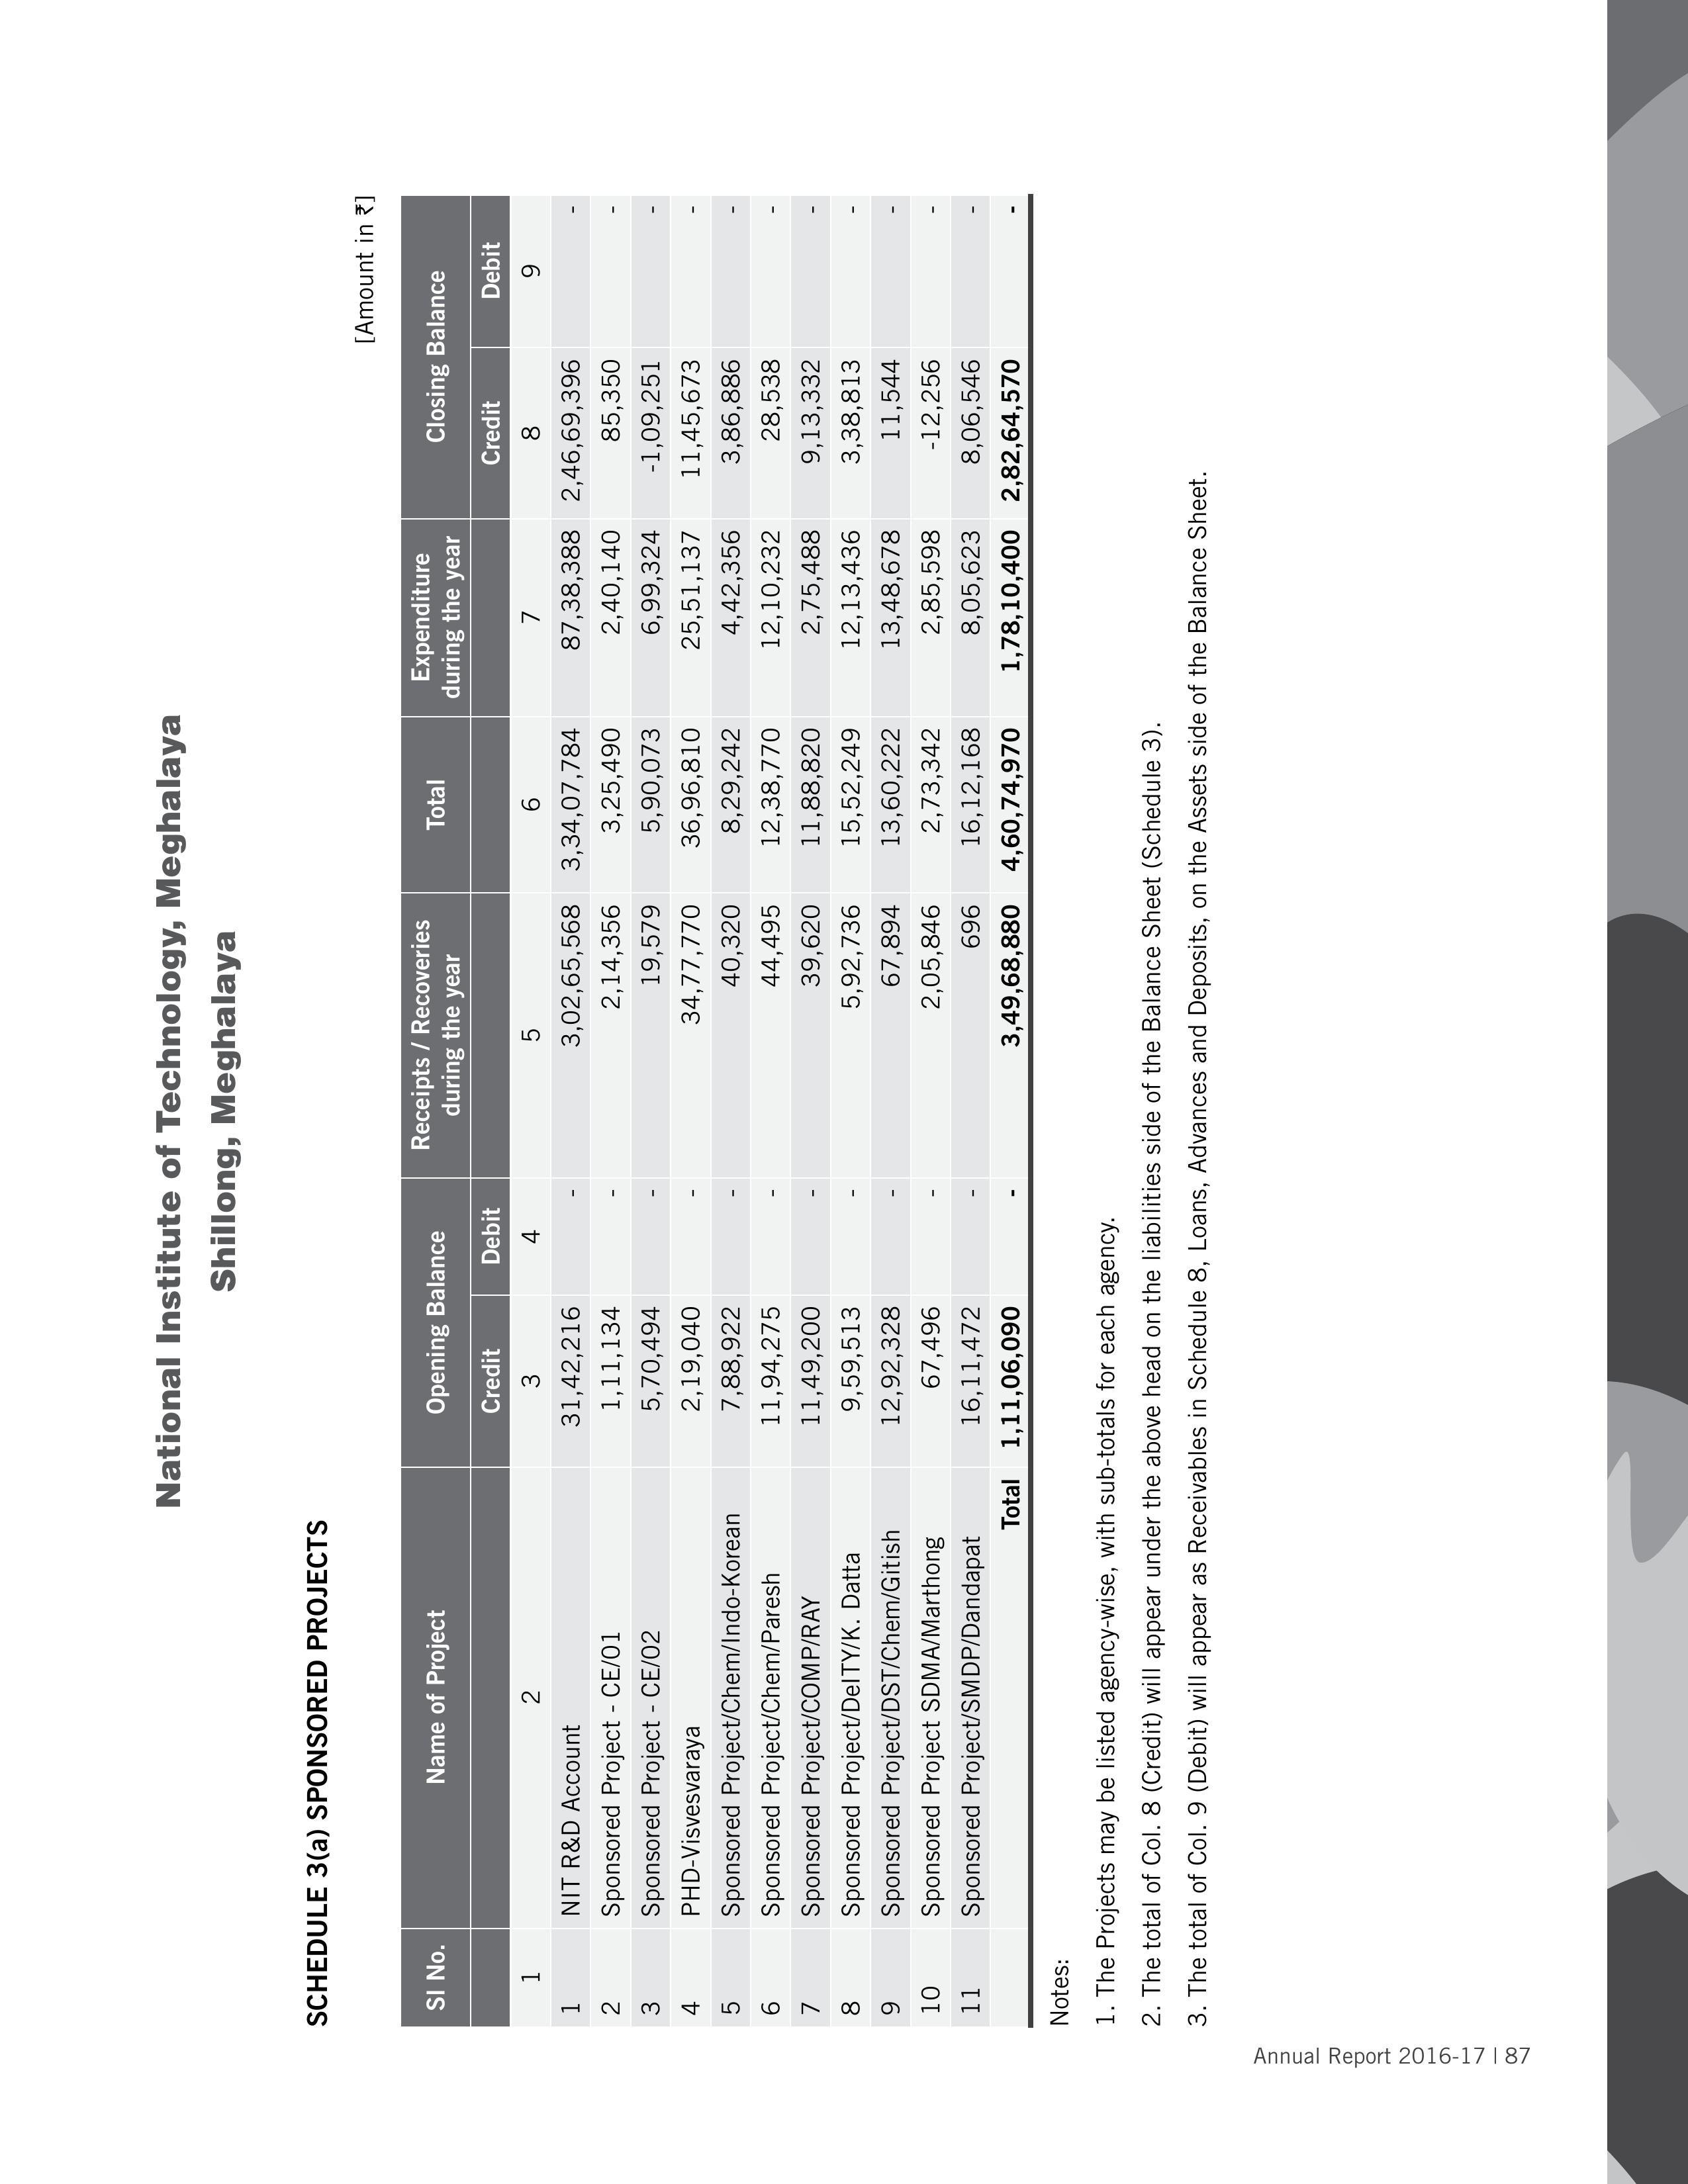 National Institute of Technology, Meghalaya
Shillong, Meghalaya
SCHEDULE 3(a) SPONSORED PROJECTS
[Amount in ₹]
SI No. Name of Project Opening Balance Receipts / Recoveries during the year Total Expenditure during the year Closing Balance
Credit Debit Credit Debit
1 2 3 4 5 6 7 8 9
1 NIT R&D Account 31,42,216 - 3,02,65,568 3,34,07,784 87,38,388 2,46,69,396 -
2 Sponsored Project - CE/01 1,11,134 - 2,14,356 3,25,490 2,40,140 85,350 -
3 Sponsored Project - CE/02 5,70,494 - 19,579 5,90,073 6,99,324 -1,09,251 -
4 PHD-Visvesvaraya 2,19,040 - 34,77,770 36,96,810 25,51,137 11,45,673 -
5 Sponsored Project/Chem/Indo-Korean 7,88,922 - 40,320 8,29,242 4,42,356 3,86,886 -
6 Sponsored Project/Chem/Paresh 11,94,275 - 44,495 12,38,770 12,10,232 28,538 -
7 Sponsored Project/COMP/RAY 11,49,200 - 39,620 11,88,820 2,75,488 9,13,332 -
8 Sponsored Project/DeITY/K. Datta 9,59,513 - 5,92,736 15,52,249 12,13,436 3,38,813 -
9 Sponsored Project/DST/Chem/Gitish 12,92,328 - 67,894 13,60,222 13,48,678 11,544 -
10 Sponsored Project SDMA/Marthong 67,496 - 2,05,846 2,73,342 2,85,598 -12,256 -
11 Sponsored Project/SMDP/Dandapat 16,11,472 - 696 16,12,168 8,05,623 8,06,546 -
Total 1,11,06,090 - 3,49,68,880 4,60,74,970 1,78,10,400 2,82,64,570 -
Notes:
1. The Projects may be listed agency-wise, with sub-totals for each agency.
2. The total of Col. 8 (Credit) will appear under the above head on the liabilities side of the Balance Sheet (Schedule 3).
3. The total of Col. 9 (Debit) will appear as Receivables in Schedule 8, Loans, Advances and Deposits, on the Assets side of the Balance Sheet.
Annual Report 2016-17 | 87